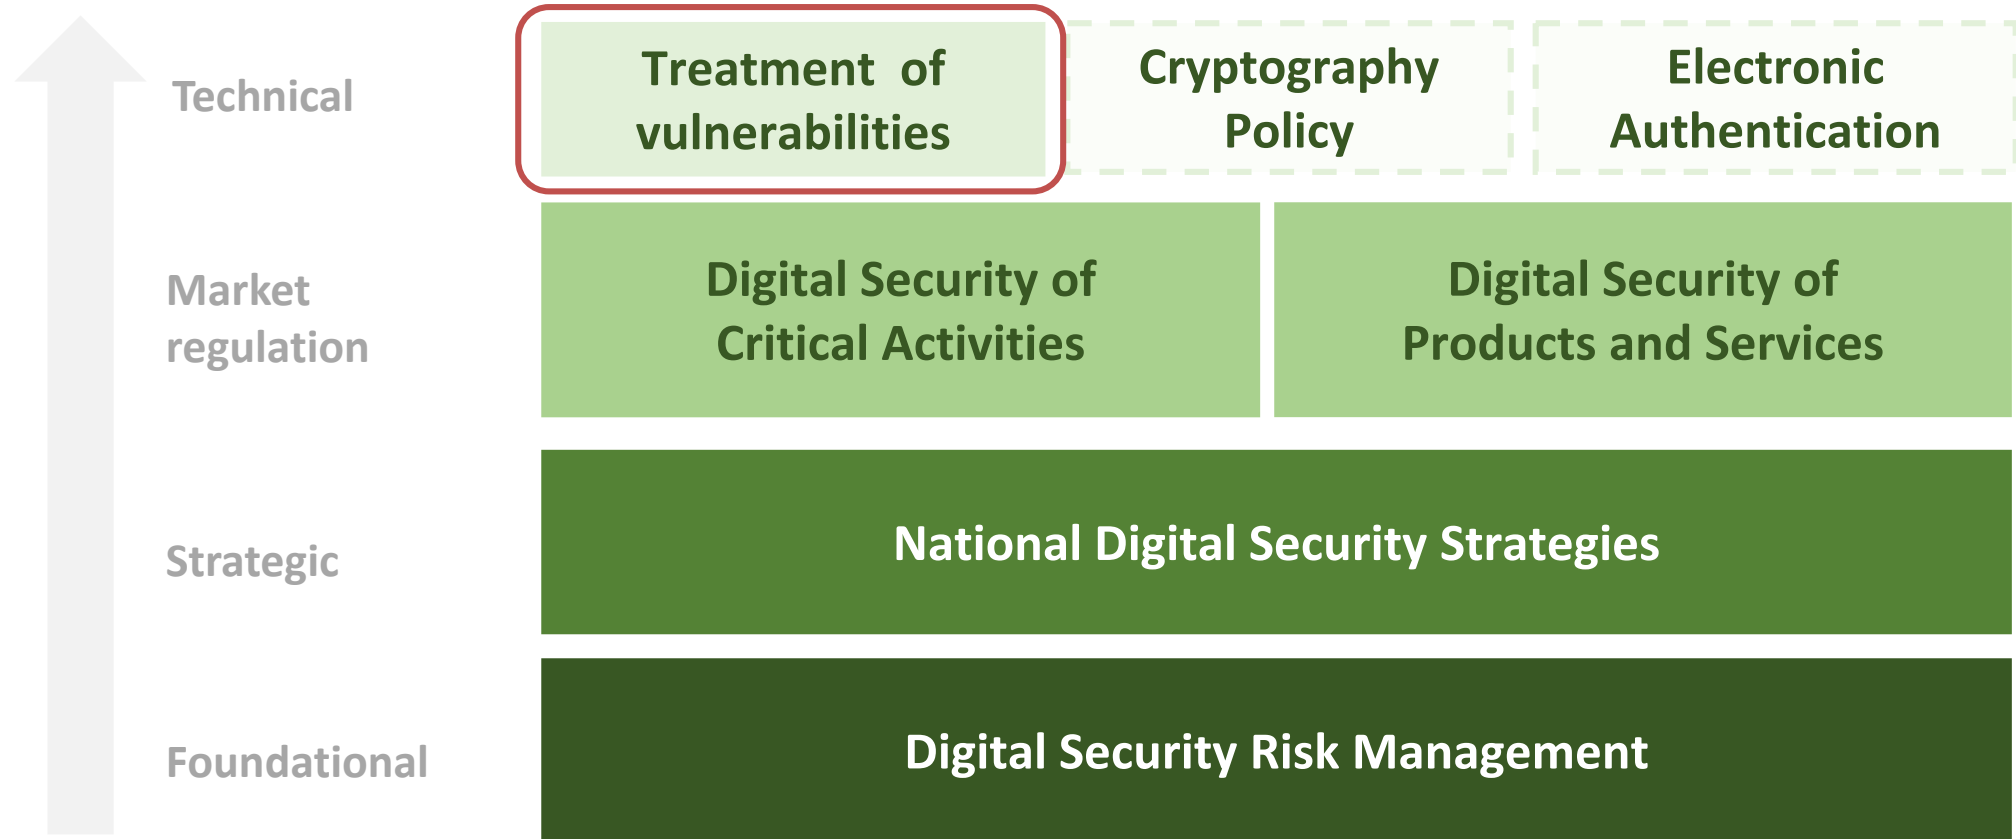 Technical
Treatment of
vulnerabilities
Cryptography
Policy
Electronic
Authentication
Market
regulation
Digital Security of
Critical Activities
Digital Security of
Products and Services
Strategic
National Digital Security Strategies
Foundational
Digital Security Risk Management